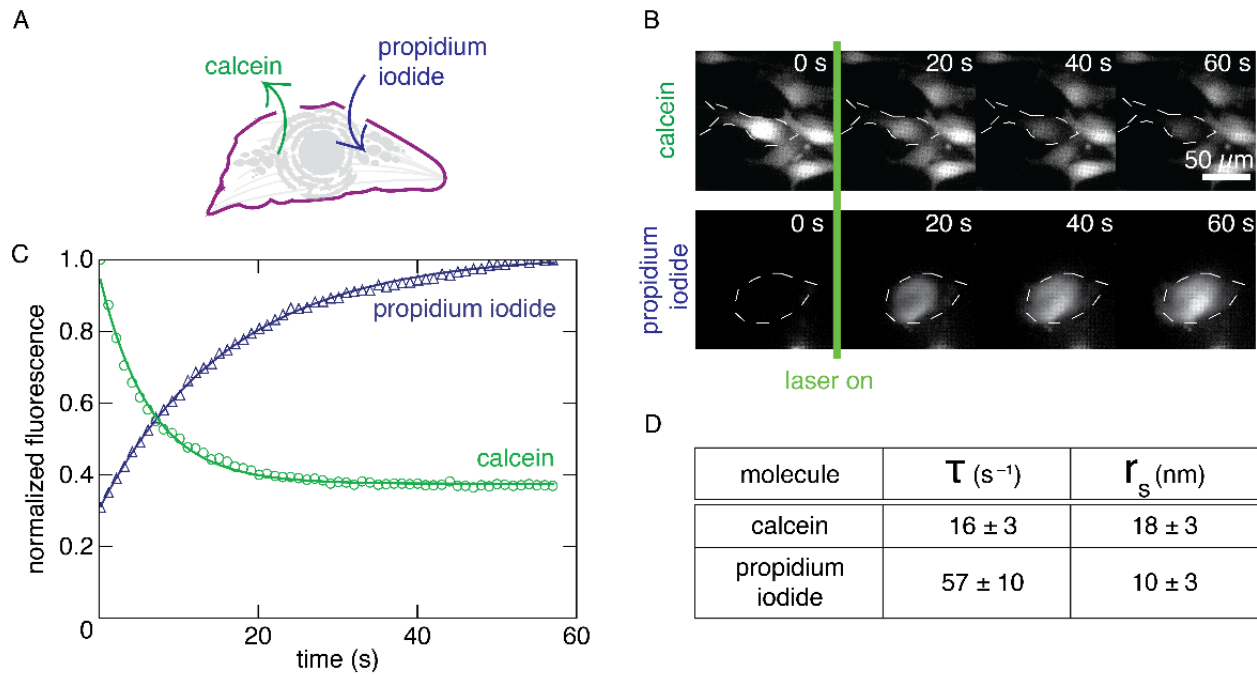 A
calcein
propidium
iodide
B
calcein
0 s
20 s
40 s
60 s
50 µm
propidium
iodide
0 s
20 s
40 s
60 s
laser on
C
normalized fluorescence
1.0
0.8
0.6
0.4
0.2
0
0
20
40
60
time (s)
propidium iodide
calcein
D
molecule τ (s⁻¹) rₛ (nm)
calcein 16 ± 3 18 ± 3
propidium
iodide 57 ± 10 10 ± 3